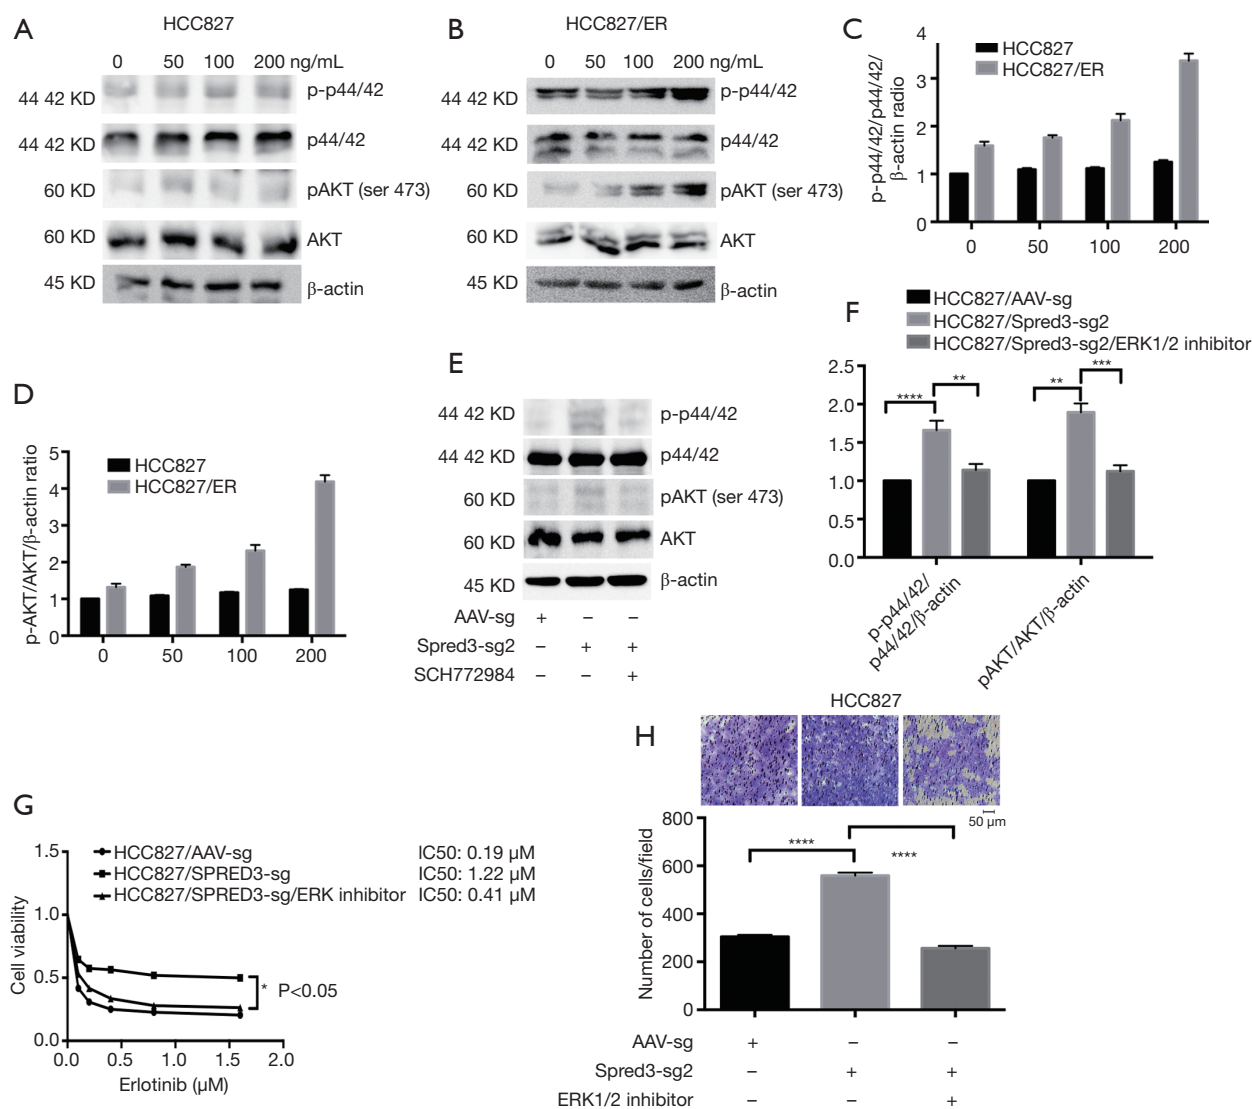 A
HCC827
0 50 100 200 ng/mL
44 42 KD p-p44/42
44 42 KD p44/42
60 KD pAKT (ser 473)
60 KD AKT
45 KD β-actin
B
HCC827/ER
0 50 100 200 ng/mL
44 42 KD p-p44/42
44 42 KD p44/42
60 KD pAKT (ser 473)
60 KD AKT
45 KD β-actin
C
HCC827
HCC827/ER
p-p44/42/p44/42/
β-actin radio
4
3
2
1
0
0 50 100 200
D
HCC827
HCC827/ER
p-AKT/AKT/β-actin ratio
5
4
3
2
1
0
0 50 100 200
E
44 42 KD p-p44/42
44 42 KD p44/42
60 KD pAKT (ser 473)
60 KD AKT
45 KD β-actin
AAV-sg + − −
Spred3-sg2 − + +
SCH772984 − − +
F
HCC827/AAV-sg
HCC827/Spred3-sg2
HCC827/Spred3-sg2/ERK1/2 inhibitor
2.5
2.0
1.5
1.0
0.5
0.0
**** ** ** ***
p-p44/42/
p44/42/β-actin
pAKT/AKT/β-actin
G
HCC827/AAV-sg IC50: 0.19 µM
HCC827/SPRED3-sg IC50: 1.22 µM
HCC827/SPRED3-sg/ERK inhibitor IC50: 0.41 µM
Cell viability
1.5
1.0
0.5
0.0
* P<0.05
0.0 0.5 1.0 1.5 2.0
Erlotinib (µM)
H
HCC827
50 µm
Number of cells/field
800
600
400
200
0
**** ****
AAV-sg + − −
Spred3-sg2 − + +
ERK1/2 inhibitor − − +